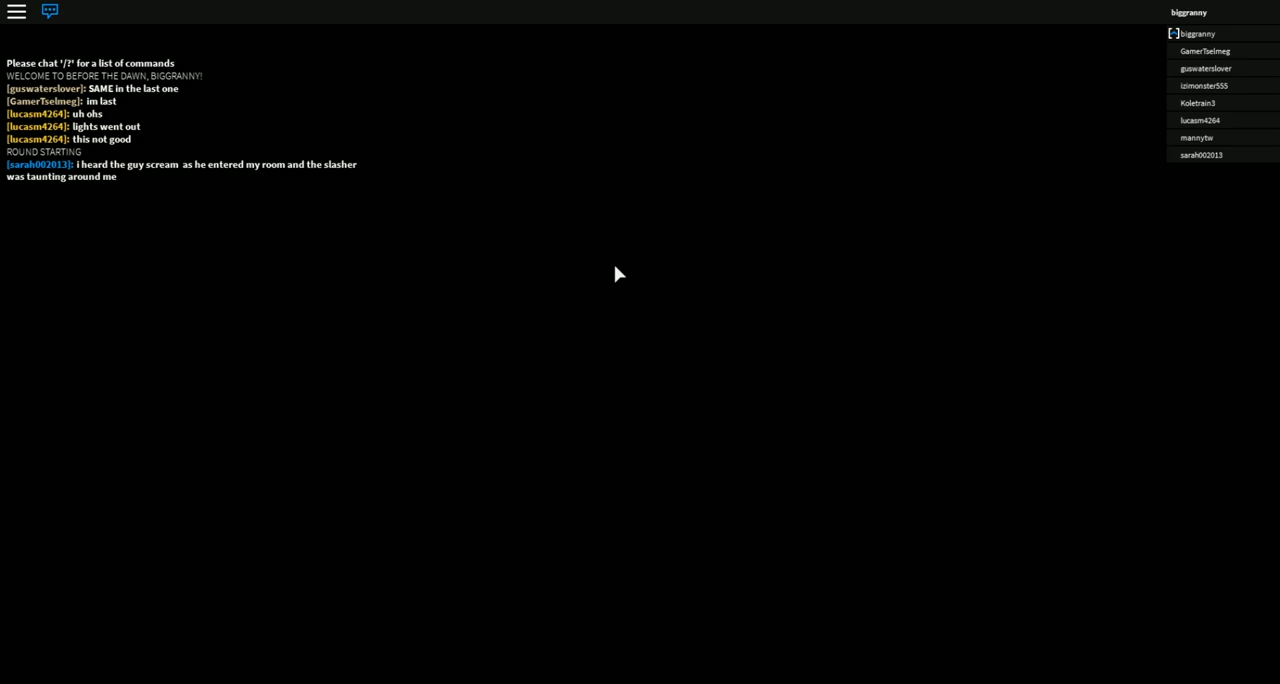 biggranny
Please chat '/?' for a list of commands
WELCOME TO BEFORE THE DAWN, BIGGRANNY!
[guswaterslover]: SAME in the last one
[GamerTselmeg]: im last
[lucasm4264]: uh ohs
[lucasm4264]: lights went out
[lucasm4264]: this not good
ROUND STARTING
[sarah002013]: i heard the guy scream as he entered my room and the slasher
was taunting around me
biggranny
GamerTselmeg
guswaterslover
izimonster555
Koletrain3
lucasm4264
mannytw
sarah002013